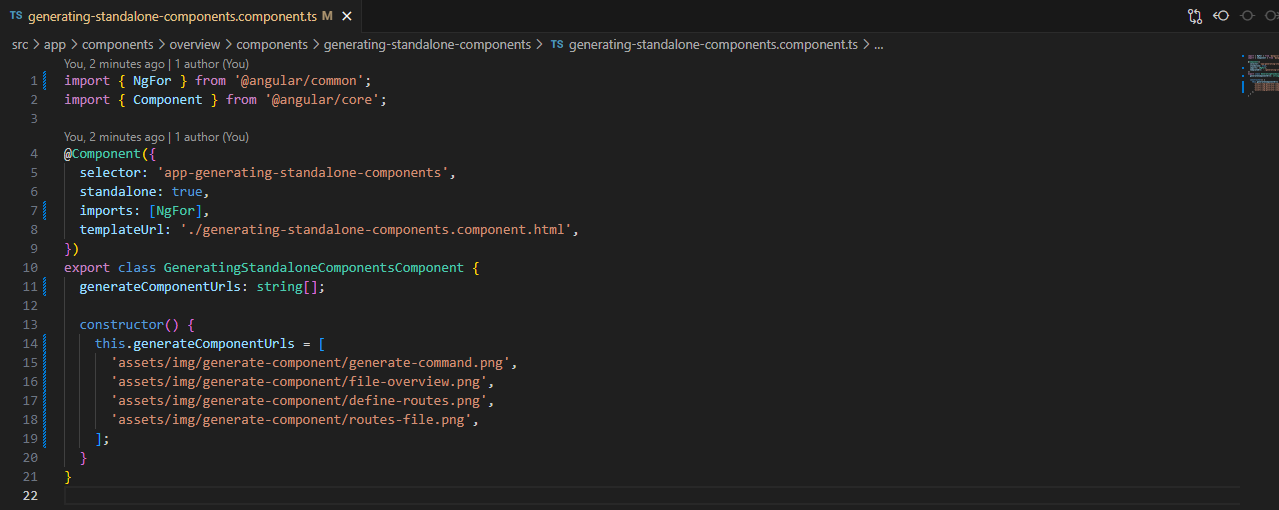 TS generating-standalone-components.component.ts M ×
src > app > components > overview > components > generating-standalone-components > TS generating-standalone-components.component.ts > ...
You, 2 minutes ago | 1 author (You)
1 import { NgFor } from '@angular/common';
2 import { Component } from '@angular/core';
3
You, 2 minutes ago | 1 author (You)
4 @Component({
5   selector: 'app-generating-standalone-components',
6   standalone: true,
7   imports: [NgFor],
8   templateUrl: './generating-standalone-components.component.html',
9 })
10 export class GeneratingStandaloneComponentsComponent {
11   generateComponentUrls: string[];
12
13   constructor() {
14     this.generateComponentUrls = [
15       'assets/img/generate-component/generate-command.png',
16       'assets/img/generate-component/file-overview.png',
17       'assets/img/generate-component/define-routes.png',
18       'assets/img/generate-component/routes-file.png',
19     ];
20   }
21 }
22